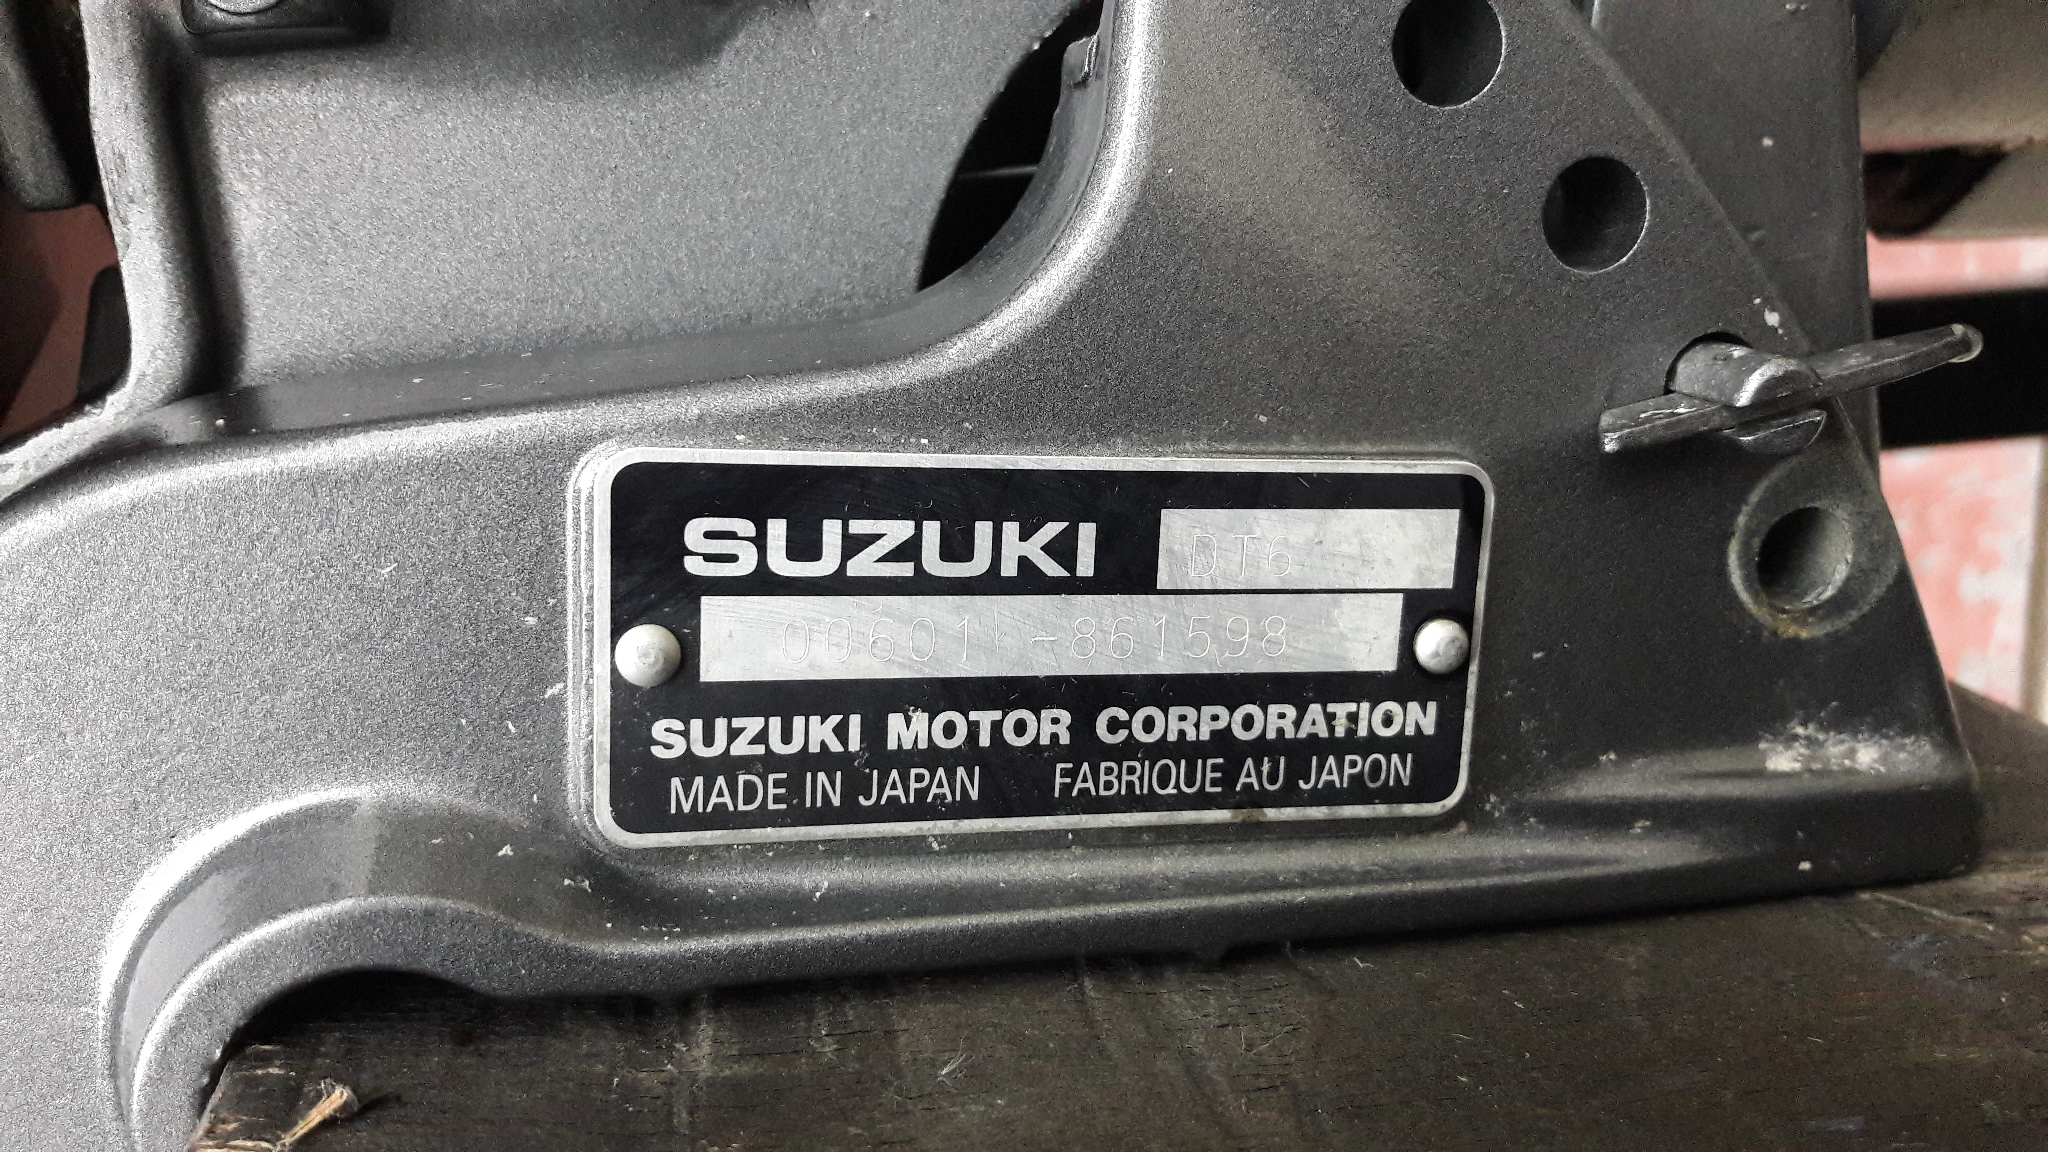 SUZUKI DT6
00601-861598
SUZUKI MOTOR CORPORATION
MADE IN JAPAN FABRIQUE AU JAPON